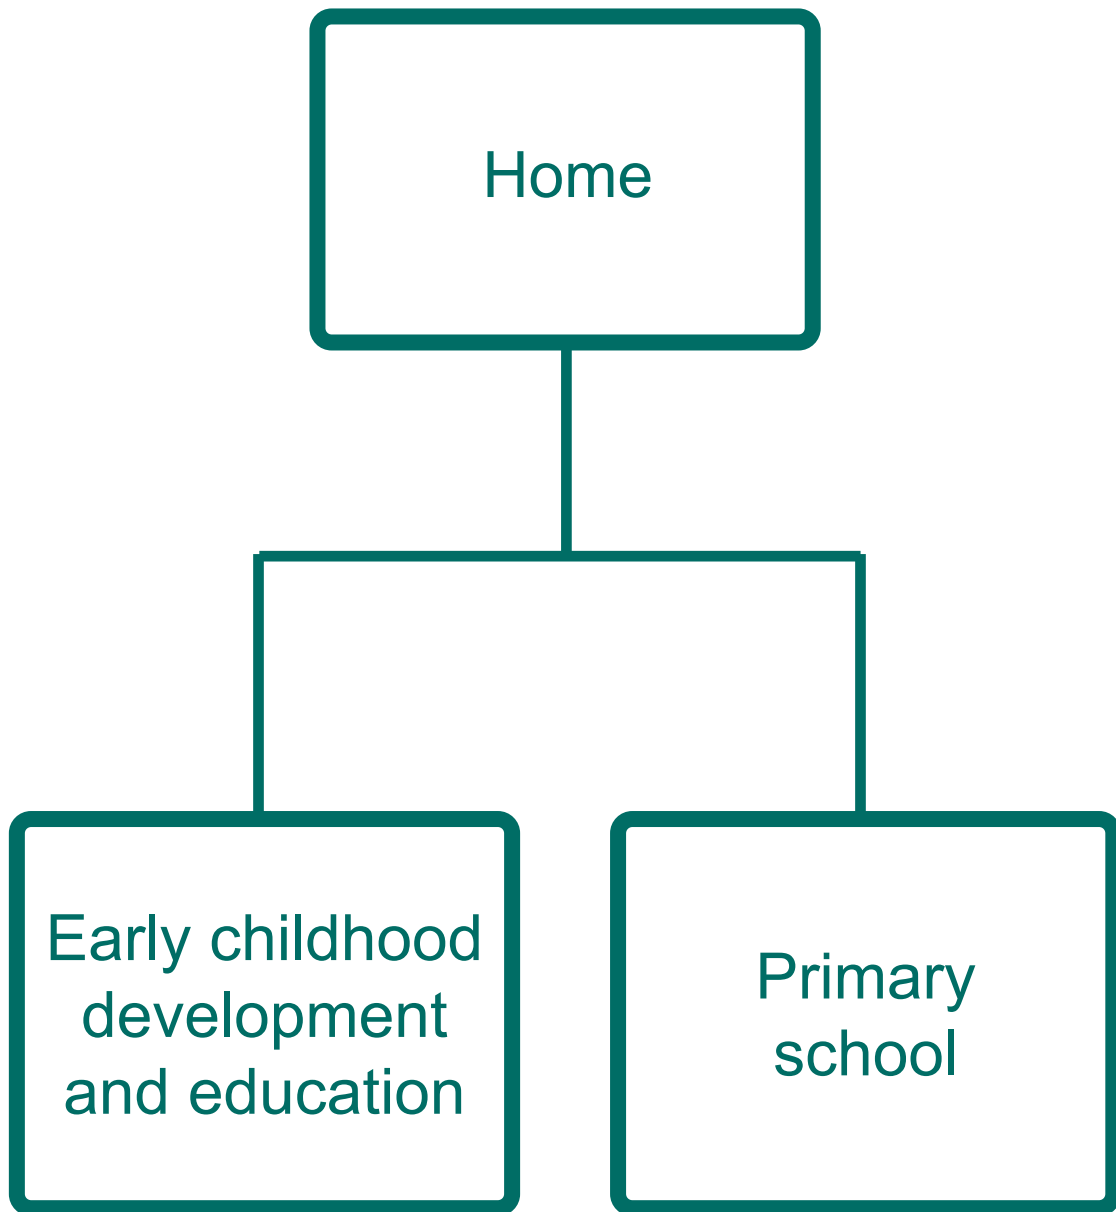 Home
Early childhood
development
and education
Primary
school